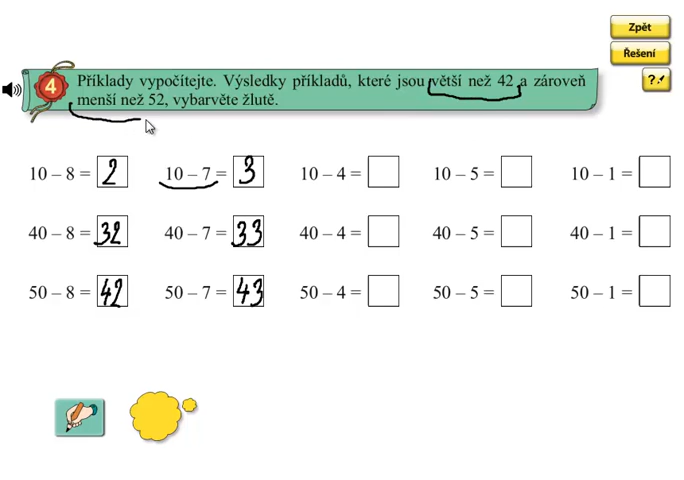 Zpět
Řešení
?
4
Příklady vypočítejte. Výsledky příkladů, které jsou větší než 42 a zároveň
menší než 52, vybarvěte žlutě.
10 – 8 = 2 10 – 7 = 3 10 – 4 = 10 – 5 = 10 – 1 =
40 – 8 = 32 40 – 7 = 33 40 – 4 = 40 – 5 = 40 – 1 =
50 – 8 = 42 50 – 7 = 43 50 – 4 = 50 – 5 = 50 – 1 =